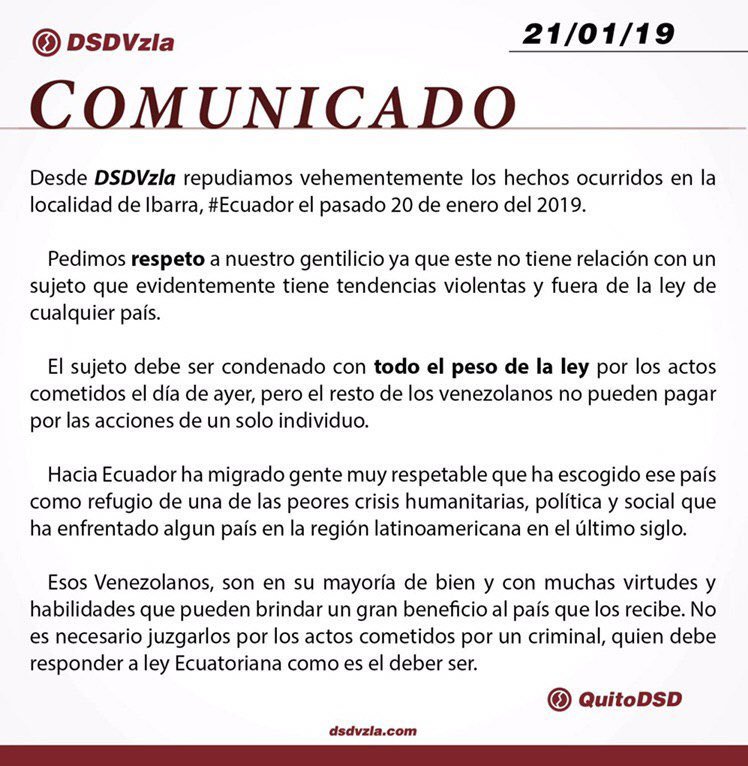 DSDVzla
21/01/19
COMUNICADO
Desde DSDVzla repudiamos vehementemente los hechos ocurridos en la
localidad de Ibarra, #Ecuador el pasado 20 de enero del 2019.
Pedimos respeto a nuestro gentilicio ya que este no tiene relación con un
sujeto que evidentemente tiene tendencias violentas y fuera de la ley de
cualquier país.
El sujeto debe ser condenado con todo el peso de la ley por los actos
cometidos el día de ayer, pero el resto de los venezolanos no pueden pagar
por las acciones de un solo individuo.
Hacia Ecuador ha migrado gente muy respetable que ha escogido ese país
como refugio de una de las peores crisis humanitarias, política y social que
ha enfrentado algun país en la región latinoamericana en el último siglo.
Esos Venezolanos, son en su mayoría de bien y con muchas virtudes y
habilidades que pueden brindar un gran beneficio al país que los recibe. No
es necesario juzgarlos por los actos cometidos por un criminal, quien debe
responder a ley Ecuatoriana como es el deber ser.
QuitoDSD
dsdvzla.com